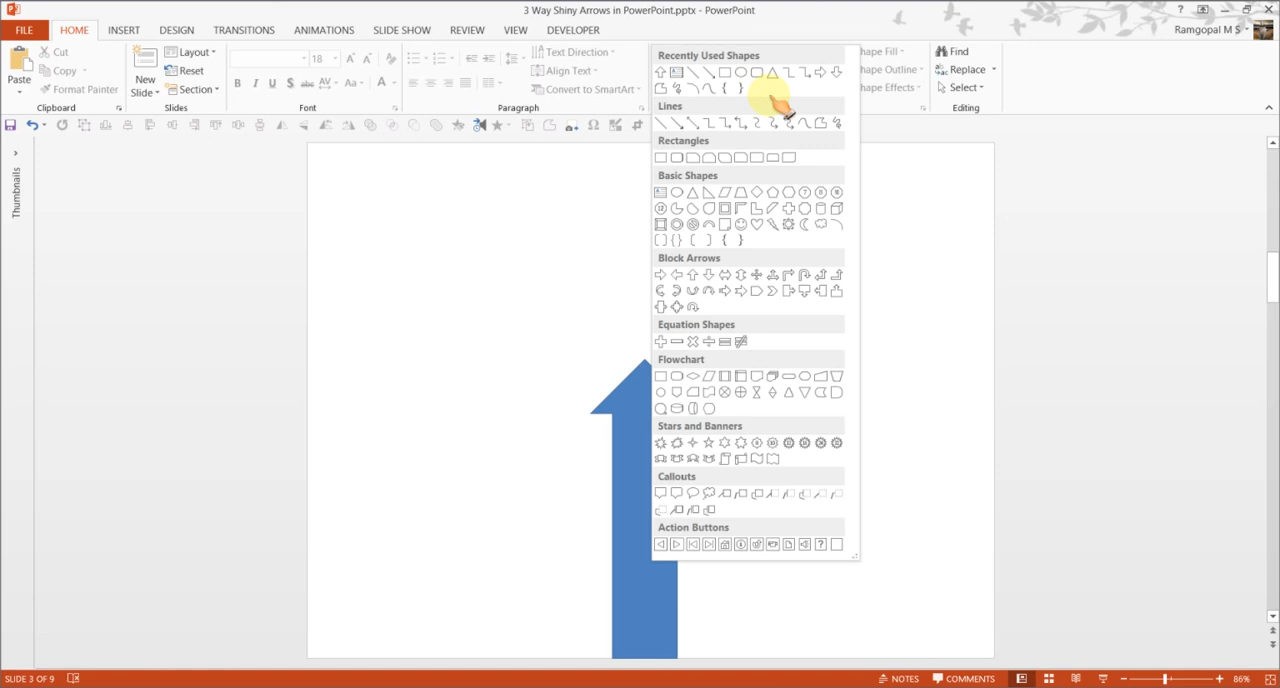 3 Way Shiny Arrows in PowerPoint.pptx - PowerPoint
FILE HOME INSERT DESIGN TRANSITIONS ANIMATIONS SLIDE SHOW REVIEW VIEW DEVELOPER Ramgopal M S
Paste
Cut
Copy
Format Painter
Clipboard
New
Slide
Layout
Reset
Section
Slides
18
Font
Text Direction
Align Text
Convert to SmartArt
Paragraph
hape Fill
hape Outline
hape Effects
Find
Replace
Select
Editing
Thumbnails
Recently Used Shapes
Lines
Rectangles
Basic Shapes
Block Arrows
Equation Shapes
Flowchart
Stars and Banners
Callouts
Action Buttons
SLIDE 3 OF 9
NOTES
COMMENTS
86%